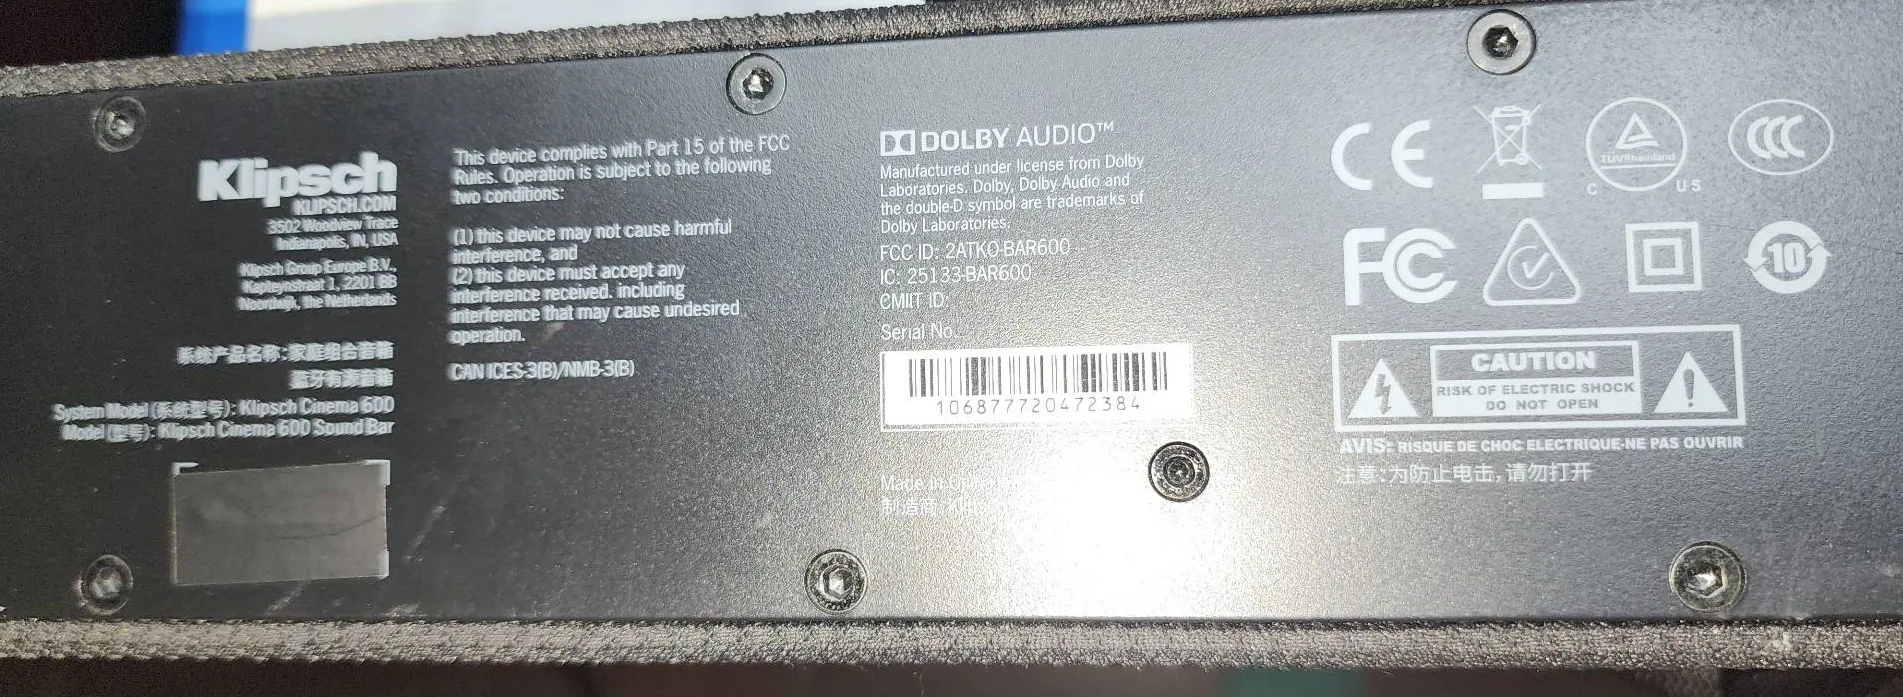 Klipsch
KLIPSCH.COM
3502 Woodview Trace
Indianapolis, IN, USA
Klipsch Group Europe B.V.,
Kapteynstraat 1, 2201 BB
Noordwijk, the Netherlands
系统产品名称:家庭组合音箱
蓝牙有源音箱
System Model (系统型号): Klipsch Cinema 600
Model (型号): Klipsch Cinema 600 Sound Bar
This device complies with Part 15 of the FCC
Rules. Operation is subject to the following
two conditions:
(1) this device may not cause harmful
interference, and
(2) this device must accept any
interference received. including
interference that may cause undesired
operation.
CAN ICES-3(B)/NMB-3(B)
DOLBY AUDIO™
Manufactured under license from Dolby
Laboratories. Dolby, Dolby Audio and
the double-D symbol are trademarks of
Dolby Laboratories.
FCC ID: 2ATKO-BAR600
IC: 25133-BAR600
CMIIT ID:
Serial No.
106877720472384
Made in
制造商: Klipsch
CE
TÜVRheinland
C US
CCC
FC
10
CAUTION
RISK OF ELECTRIC SHOCK
DO NOT OPEN
AVIS: RISQUE DE CHOC ELECTRIQUE-NE PAS OUVRIR
注意:为防止电击,请勿打开